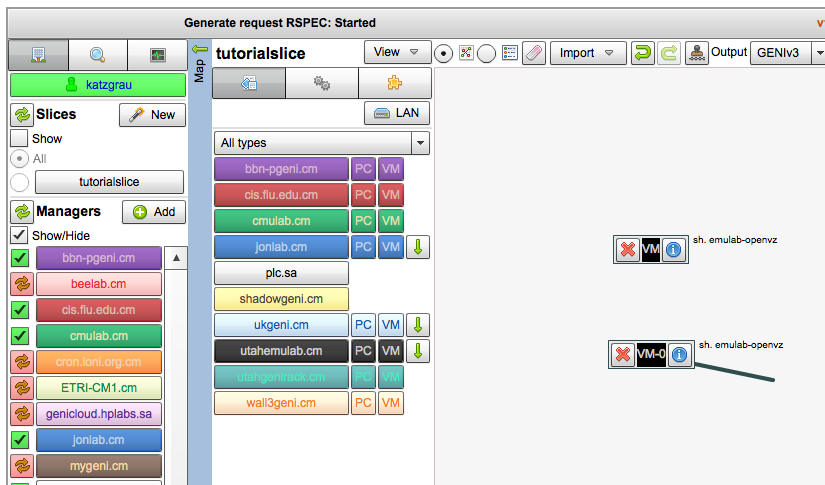 Generate request RSPEC: Started
v
Map
tutorialslice
View
Import
Output
GENIv3
katzgrau
Slices
New
Show
All
tutorialslice
Managers
Add
Show/Hide
bbn-pgeni.cm
beelab.cm
cis.fiu.edu.cm
cmulab.cm
cron.loni.org.cm
ETRI-CM1.cm
genicloud.hplabs.sa
jonlab.cm
mygeni.cm
LAN
All types
bbn-pgeni.cm PC VM
cis.fiu.edu.cm PC VM
cmulab.cm PC VM
jonlab.cm PC VM
plc.sa
shadowgeni.cm
ukgeni.cm PC VM
utahemulab.cm PC VM
utahgenirack.cm PC VM
wall3geni.cm PC VM
VM
sh. emulab-openvz
VM-0
sh. emulab-openvz